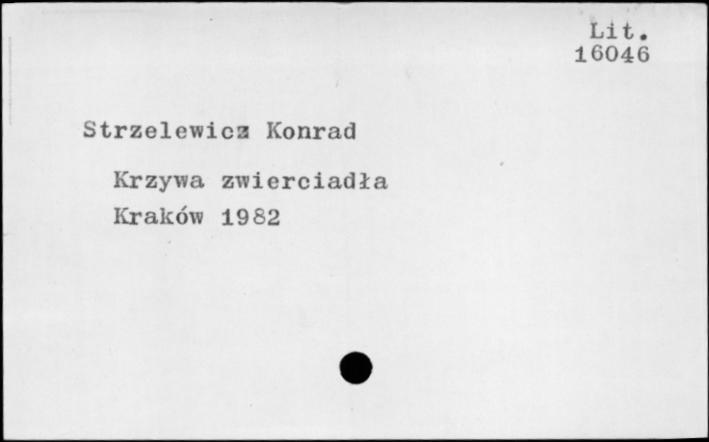 Lit.
16046
Strzelewicz Konrad
Krzywa zwierciadła
Kraków 1982